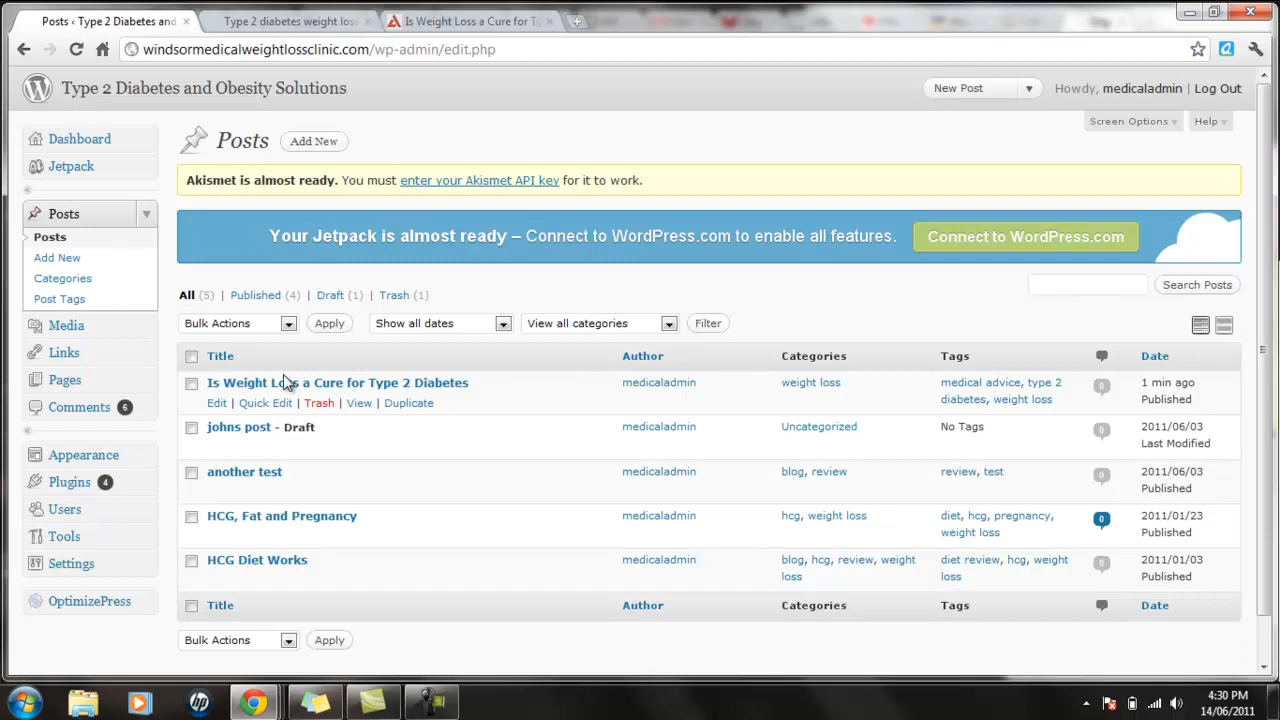 Posts ‹ Type 2 Diabetes and
Type 2 diabetes weight los
Is Weight Loss a Cure for Ty
windsormedicalweightlossclinic.com/wp-admin/edit.php
Type 2 Diabetes and Obesity Solutions
New Post
Howdy, medicaladmin | Log Out
Screen Options
Help
Dashboard
Jetpack
Posts
Posts
Add New
Categories
Post Tags
Media
Links
Pages
Comments 6
Appearance
Plugins 4
Users
Tools
Settings
OptimizePress
Posts
Add New
Akismet is almost ready. You must enter your Akismet API key for it to work.
Your Jetpack is almost ready – Connect to WordPress.com to enable all features.
Connect to WordPress.com
All (5) | Published (4) | Draft (1) | Trash (1)
Search Posts
Bulk Actions
Apply
Show all dates
View all categories
Filter
Title Author Categories Tags Date
Is Weight Loss a Cure for Type 2 Diabetes
Edit | Quick Edit | Trash | View | Duplicate
medicaladmin
weight loss
medical advice, type 2
diabetes, weight loss
0
1 min ago
Published
johns post - Draft
medicaladmin
Uncategorized
No Tags
0
2011/06/03
Last Modified
another test
medicaladmin
blog, review
review, test
0
2011/06/03
Published
HCG, Fat and Pregnancy
medicaladmin
hcg, weight loss
diet, hcg, pregnancy,
weight loss
0
2011/01/23
Published
HCG Diet Works
medicaladmin
blog, hcg, review, weight
loss
diet review, hcg, weight
loss
0
2011/01/03
Published
Title Author Categories Tags Date
Bulk Actions
Apply
4:30 PM
14/06/2011